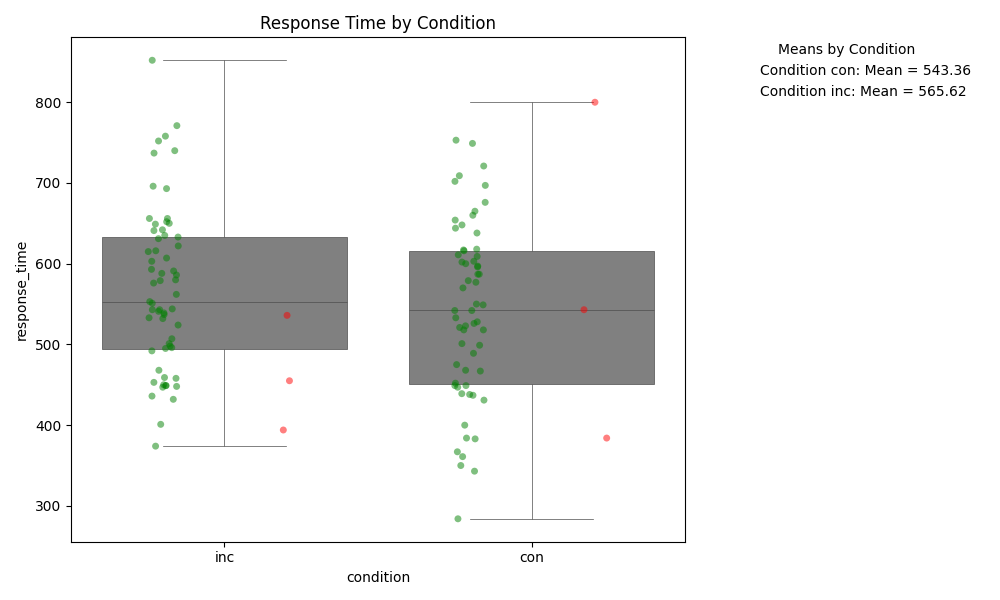 Response Time by Condition
Means by Condition
Condition con: Mean = 543.36
Condition inc: Mean = 565.62
response_time
800
700
600
500
400
300
inc
con
condition